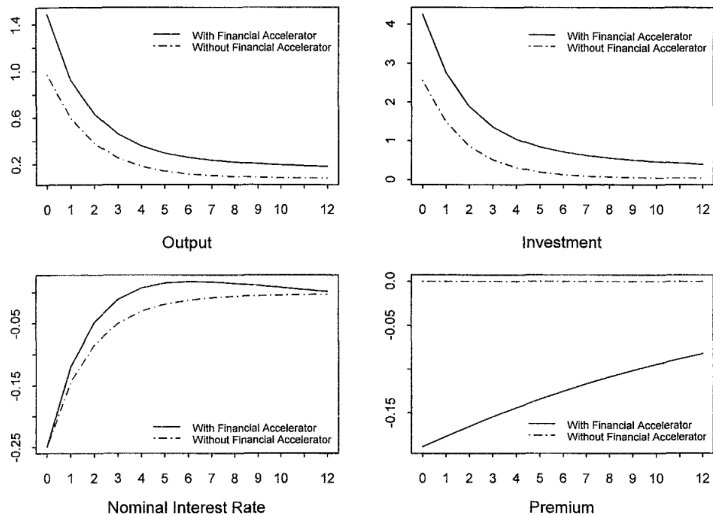 1.4
1.0
0.6
0.2
With Financial Accelerator
Without Financial Accelerator
0 1 2 3 4 5 6 7 8 9 10 12
Output
4
3
2
1
0
With Financial Accelerator
Without Financial Accelerator
0 1 2 3 4 5 6 7 8 9 10 12
Investment
-0.05
-0.15
-0.25
With Financial Accelerator
Without Financial Accelerator
0 1 2 3 4 5 6 7 8 9 10 12
Nominal Interest Rate
0.0
-0.05
-0.15
With Financial Accelerator
Without Financial Accelerator
0 1 2 3 4 5 6 7 8 9 10 12
Premium